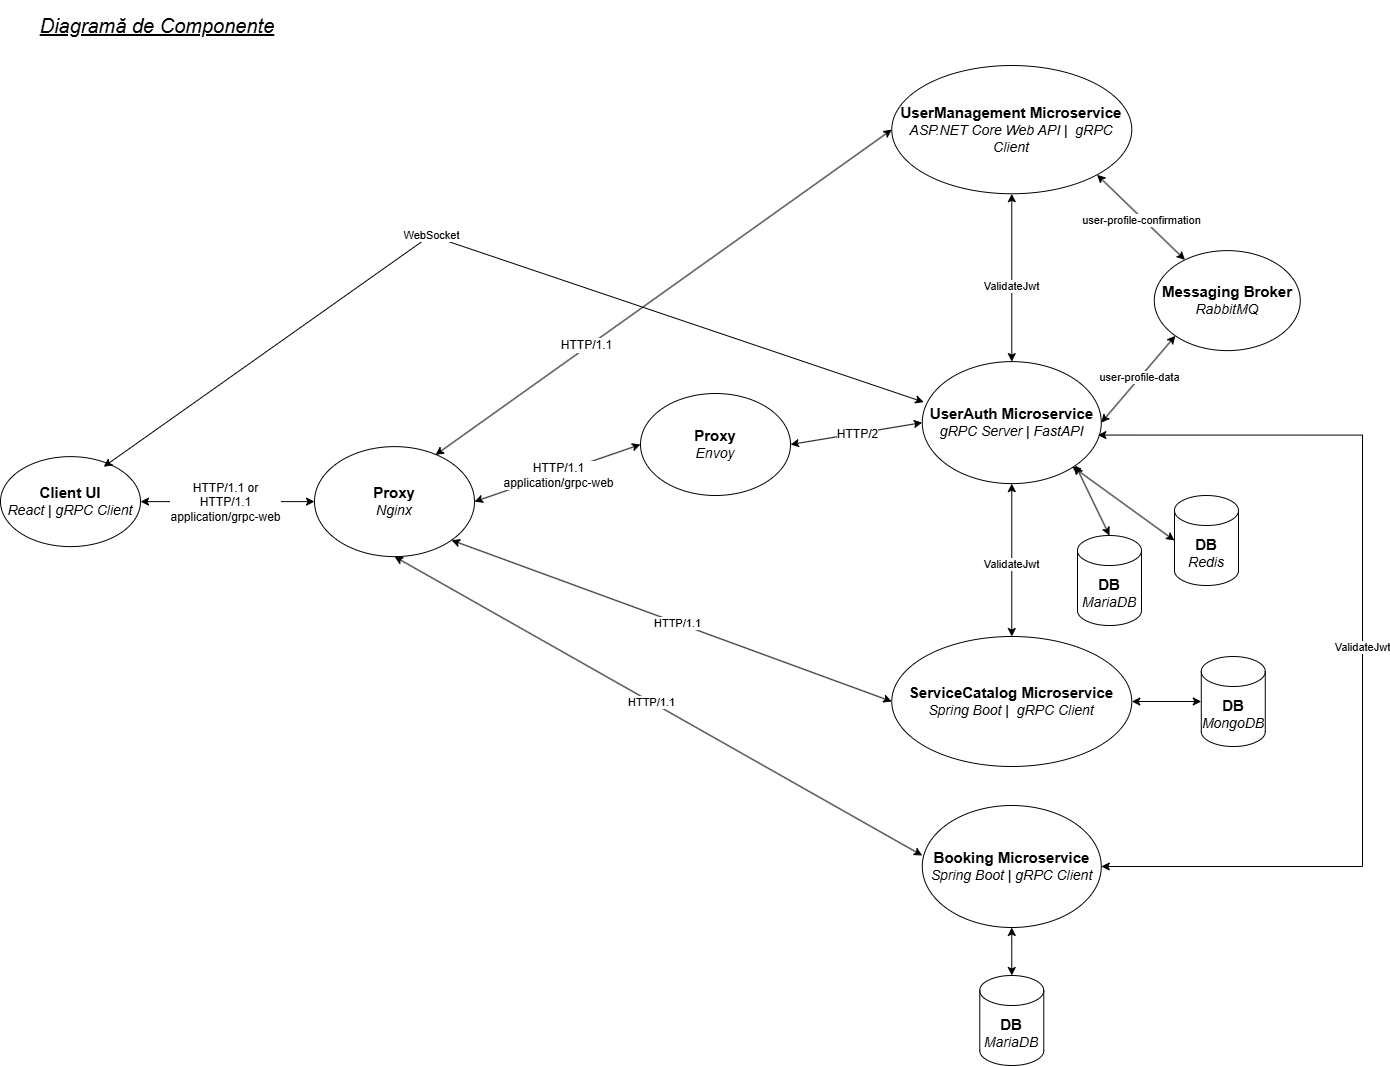 Diagramă de Componente
UserManagement Microservice
ASP.NET Core Web API | gRPC
Client
user-profile-confirmation
WebSocket
ValidateJwt
Messaging Broker
RabbitMQ
HTTP/1.1
user-profile-data
UserAuth Microservice
gRPC Server | FastAPI
Proxy
Envoy
HTTP/2
HTTP/1.1
application/grpc-web
Client UI
React | gRPC Client
HTTP/1.1 or
HTTP/1.1
application/grpc-web
Proxy
Nginx
DB
Redis
ValidateJwt
DB
MariaDB
HTTP/1.1
ValidateJwt
ServiceCatalog Microservice
Spring Boot | gRPC Client
HTTP/1.1
DB
MongoDB
Booking Microservice
Spring Boot | gRPC Client
DB
MariaDB